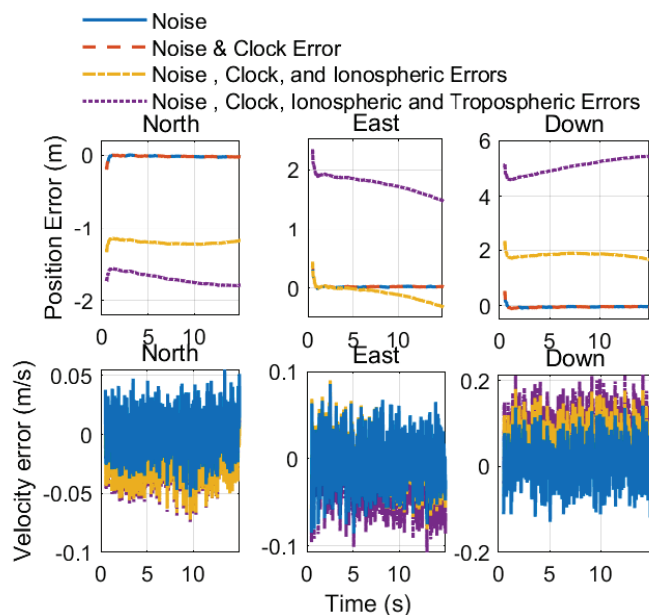 Noise
Noise & Clock Error
Noise , Clock, and Ionospheric Errors
Noise , Clock, Ionospheric and Tropospheric Errors
North East Down
Position Error (m)
0
-1
-2
0 5 10
2
1
0
0 5 10
6
4
2
0
0 5 10
North East Down
Velocity error (m/s)
0.05
0
-0.05
-0.1
0 5 10
0.1
0
-0.1
0 5 10
0.2
0
-0.2
0 5 10
Time (s)